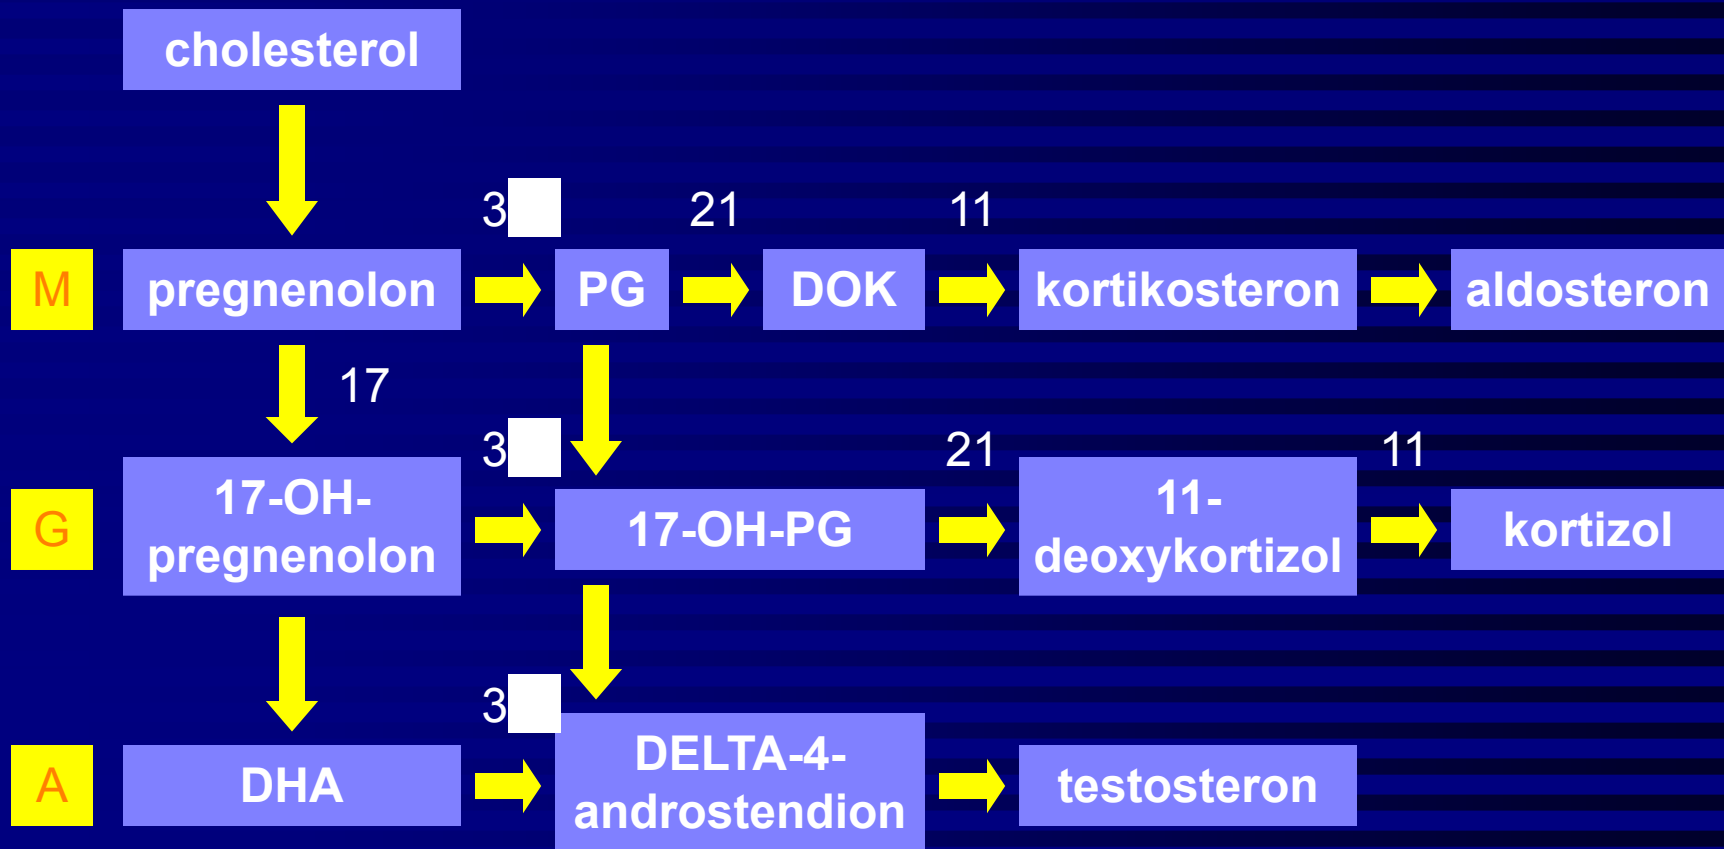 cholesterol
3 21 11
M pregnenolon PG DOK kortikosteron aldosteron
17
3 21 11
G 17-OH-
pregnenolon 17-OH-PG 11-
deoxykortizol kortizol
3
A DHA DELTA-4-
androstendion testosteron